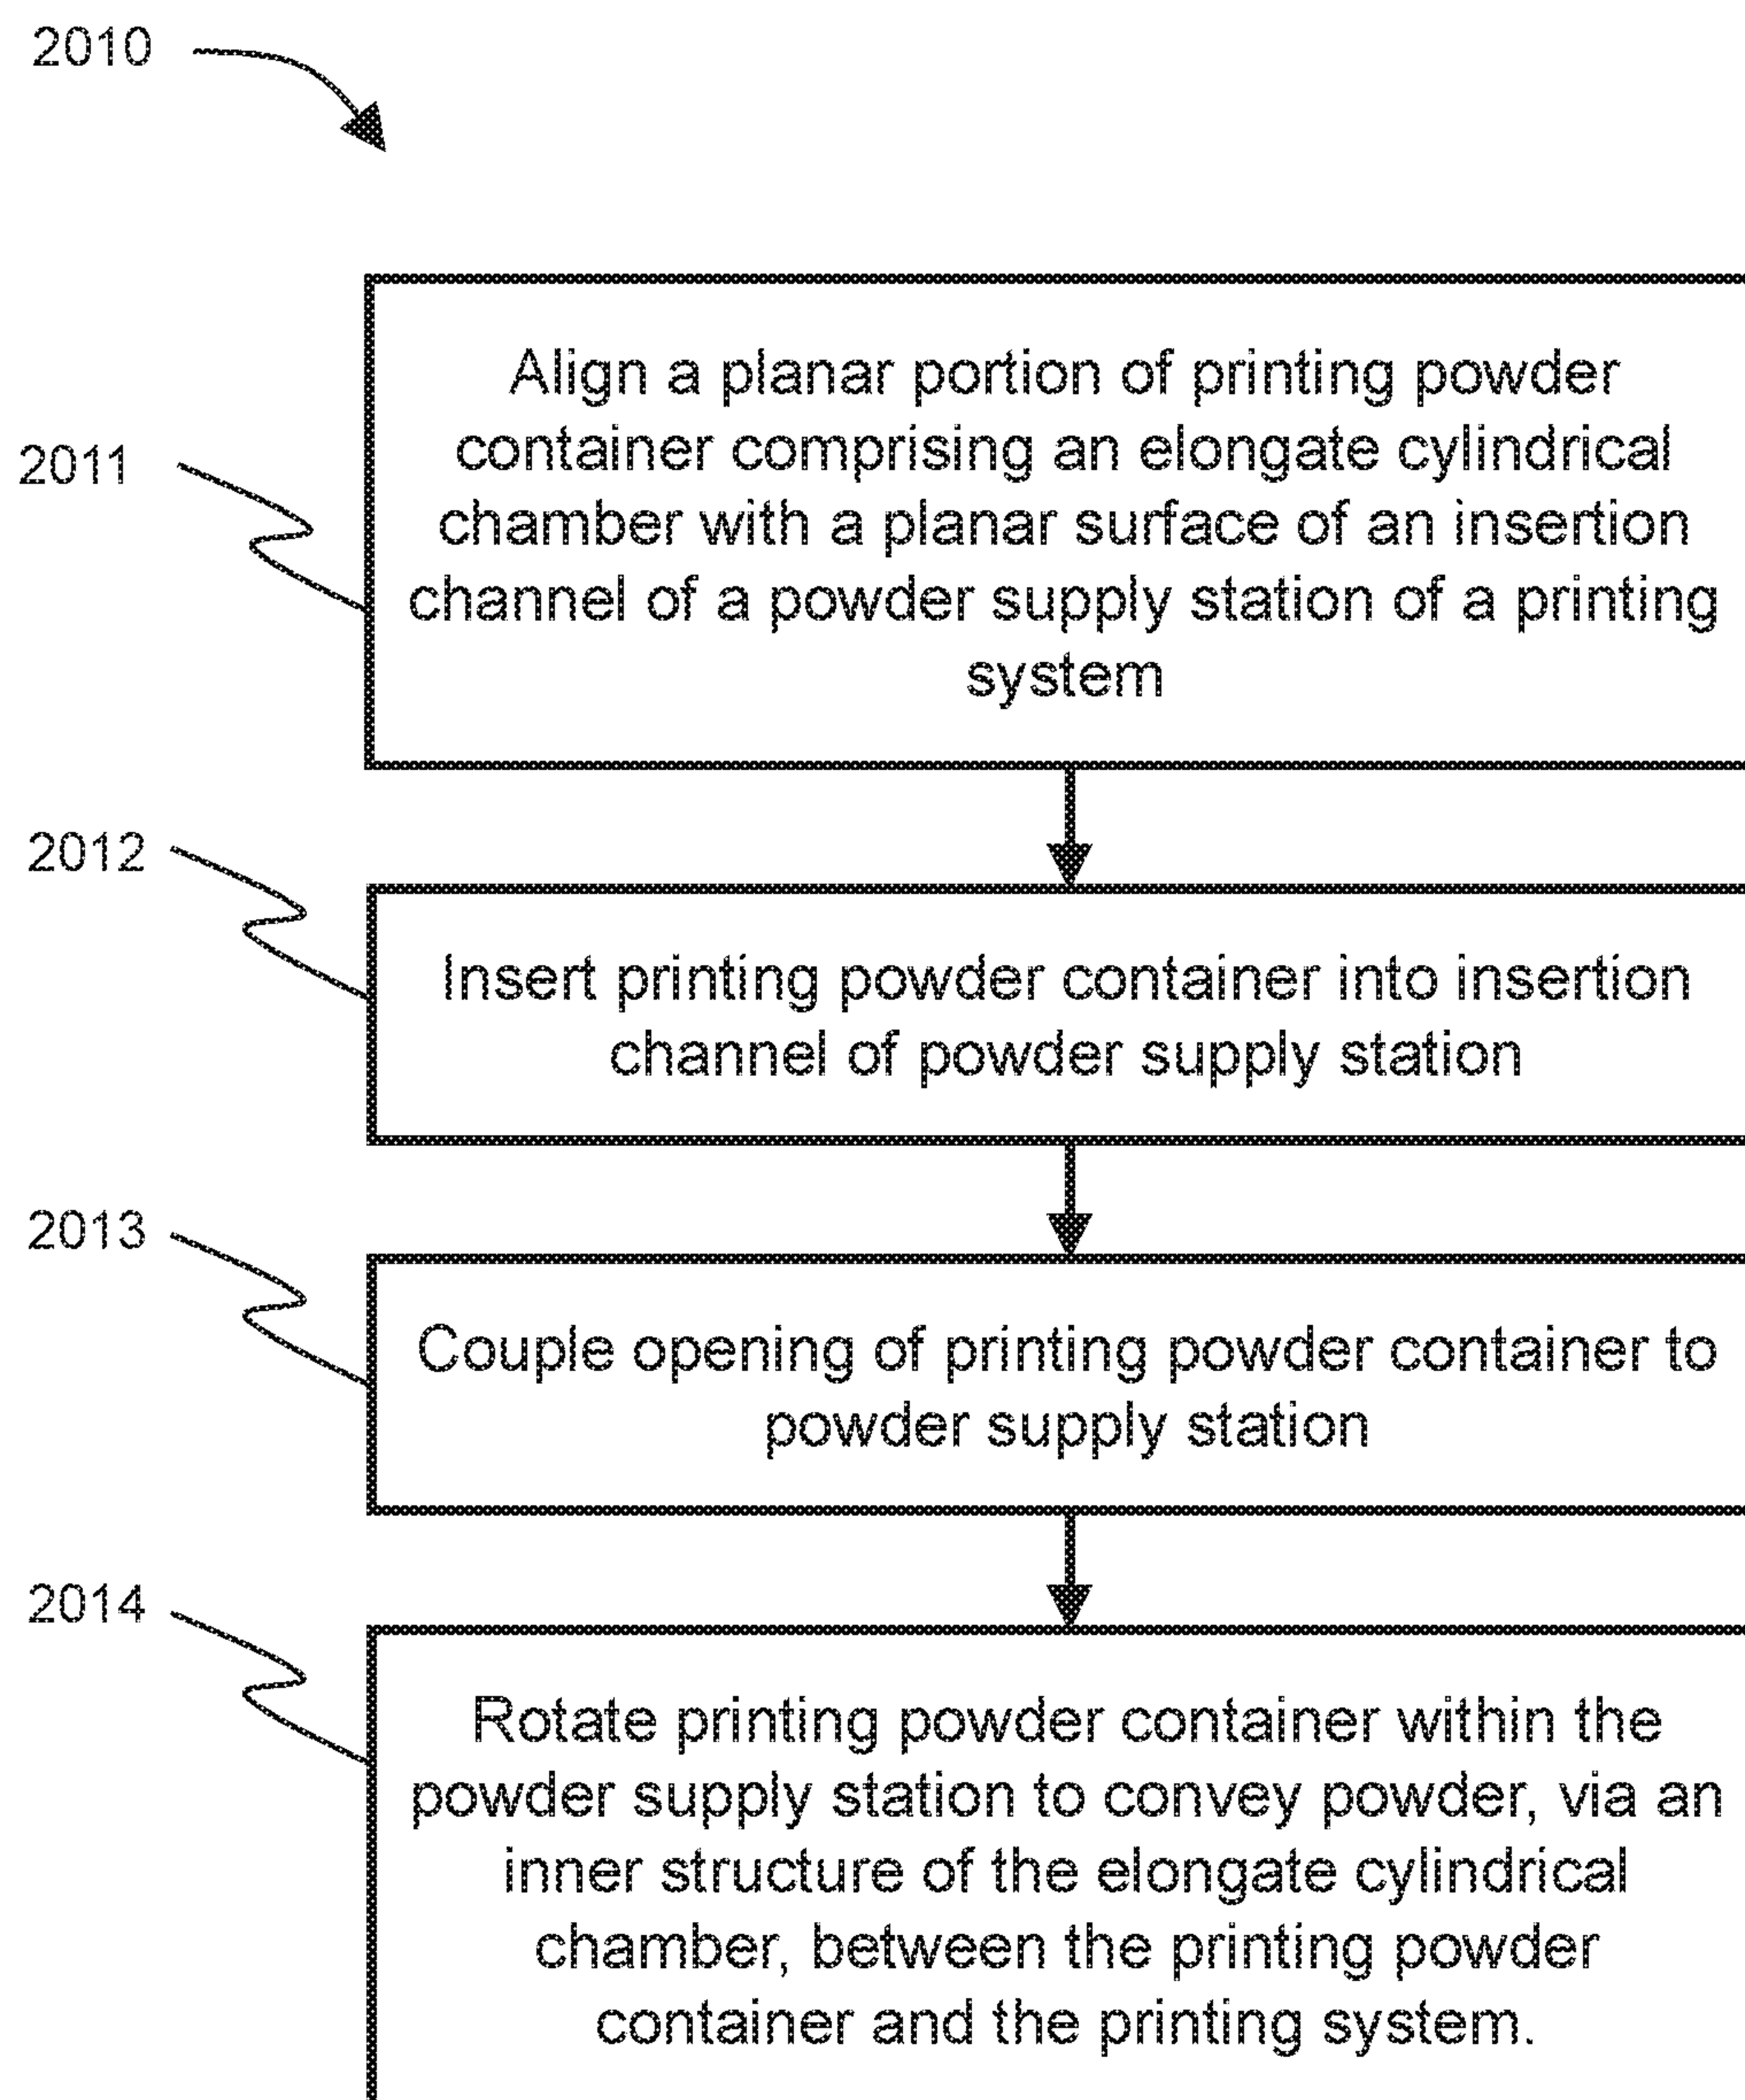 2010
2011
Align a planar portion of printing powder
container comprising an elongate cylindrical
chamber with a planar surface of an insertion
channel of a powder supply station of a printing
system
2012
Insert printing powder container into insertion
channel of powder supply station
2013
Couple opening of printing powder container to
powder supply station
2014
Rotate printing powder container within the
powder supply station to convey powder, via an
inner structure of the elongate cylindrical
chamber, between the printing powder
container and the printing system.